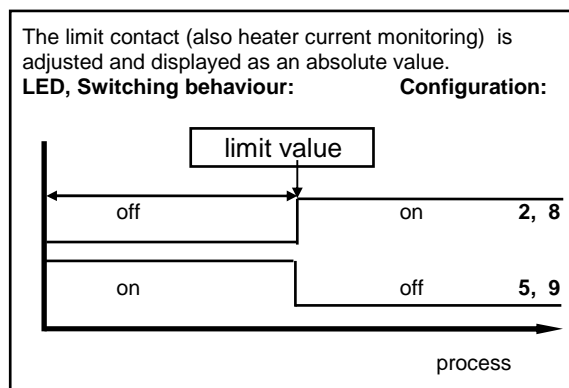 The limit contact (also heater current monitoring) is
adjusted and displayed as an absolute value.
LED, Switching behaviour: Configuration:
limit value
off on 2, 8
on off 5, 9
process